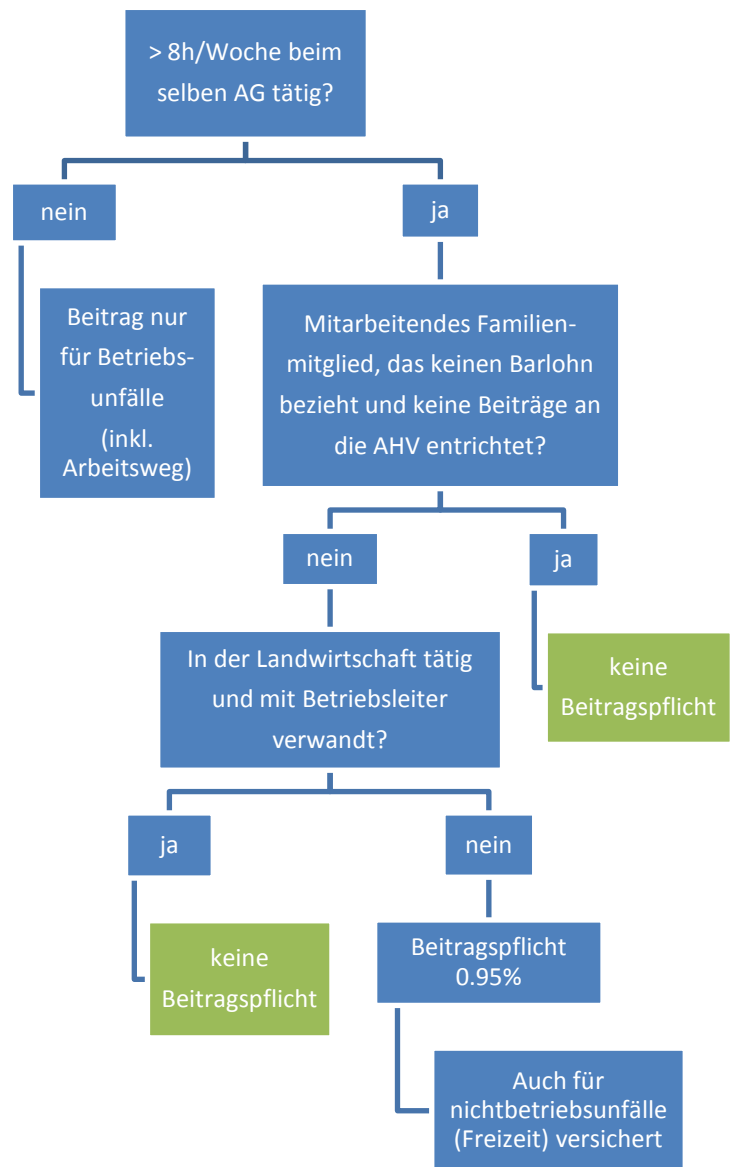 > 8h/Woche beim
selben AG tätig?
nein
ja
Beitrag nur
für Betriebs-
unfälle
(inkl.
Arbeitsweg)
Mitarbeitendes Familien-
mitglied, das keinen Barlohn
bezieht und keine Beiträge an
die AHV entrichtet?
nein
ja
In der Landwirtschaft tätig
und mit Betriebsleiter
verwandt?
keine
Beitragspflicht
ja
nein
keine
Beitragspflicht
Beitragspflicht
0.95%
Auch für
nichtbetriebsunfälle
(Freizeit) versichert